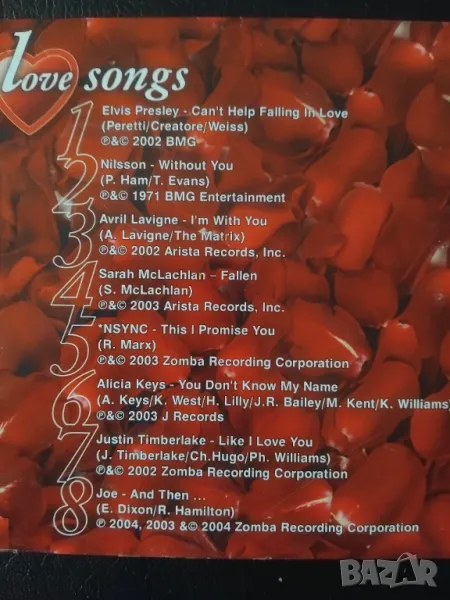 love songs
1
Elvis Presley - Can't Help Falling In Love
(Peretti/Creatore/Weiss)
℗&© 2002 BMG
2
Nilsson - Without You
(P. Ham/T. Evans)
℗&© 1971 BMG Entertainment
3
Avril Lavigne - I'm With You
(A. Lavigne/The Matrix)
℗&© 2002 Arista Records, Inc.
4
Sarah McLachlan – Fallen
(S. McLachlan)
℗&© 2003 Arista Records, Inc.
5
*NSYNC - This I Promise You
(R. Marx)
℗&© 2003 Zomba Recording Corporation
6
Alicia Keys - You Don't Know My Name
(A. Keys/K. West/H. Lilly/J.R. Bailey/M. Kent/K. Williams)
℗&© 2003 J Records
7
Justin Timberlake - Like I Love You
(J. Timberlake/Ch.Hugo/Ph. Williams)
℗&© 2002 Zomba Recording Corporation
8
Joe - And Then ...
(E. Dixon/R. Hamilton)
℗ 2004, 2003 &© 2004 Zomba Recording Corporation
BAZAR